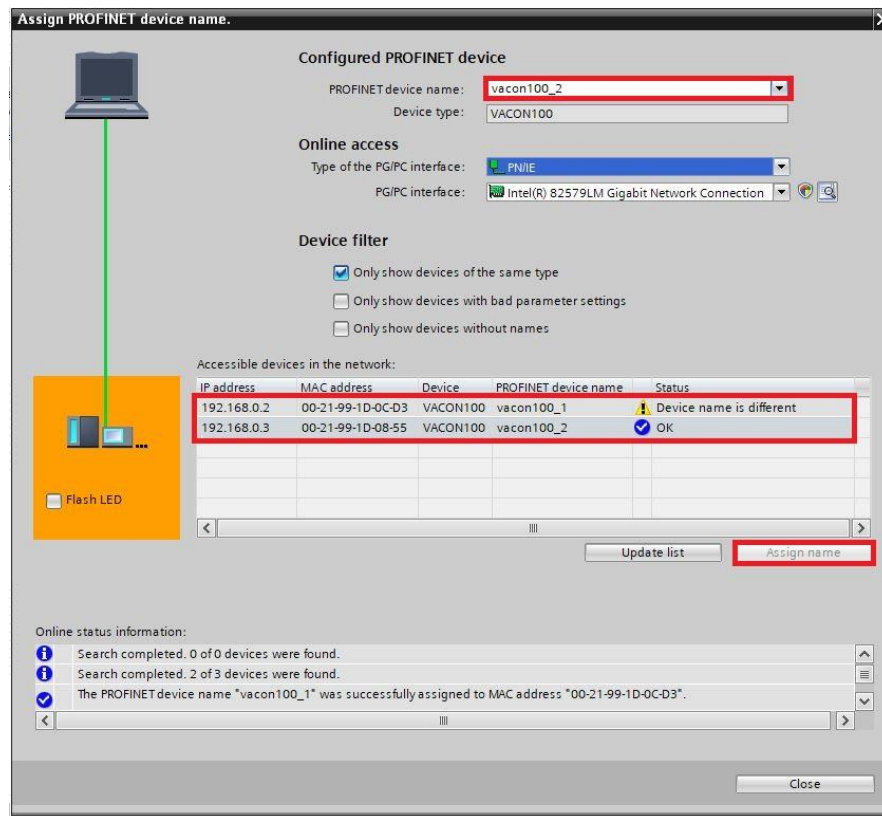 Assign PROFINET device name.
Configured PROFINET device
PROFINET device name: vacon100_2
Device type: VACON100
Online access
Type of the PG/PC interface: PN/IE
PG/PC interface: Intel(R) 82579LM Gigabit Network Connection
Device filter
Only show devices of the same type
Only show devices with bad parameter settings
Only show devices without names
Accessible devices in the network:
IP address MAC address Device PROFINET device name Status
192.168.0.2 00-21-99-1D-0C-D3 VACON100 vacon100_1 Device name is different
192.168.0.3 00-21-99-1D-08-55 VACON100 vacon100_2 OK
Flash LED
Update list Assign name
Online status information:
Search completed. 0 of 0 devices were found.
Search completed. 2 of 3 devices were found.
The PROFINET device name "vacon100_1" was successfully assigned to MAC address "00-21-99-1D-0C-D3".
Close